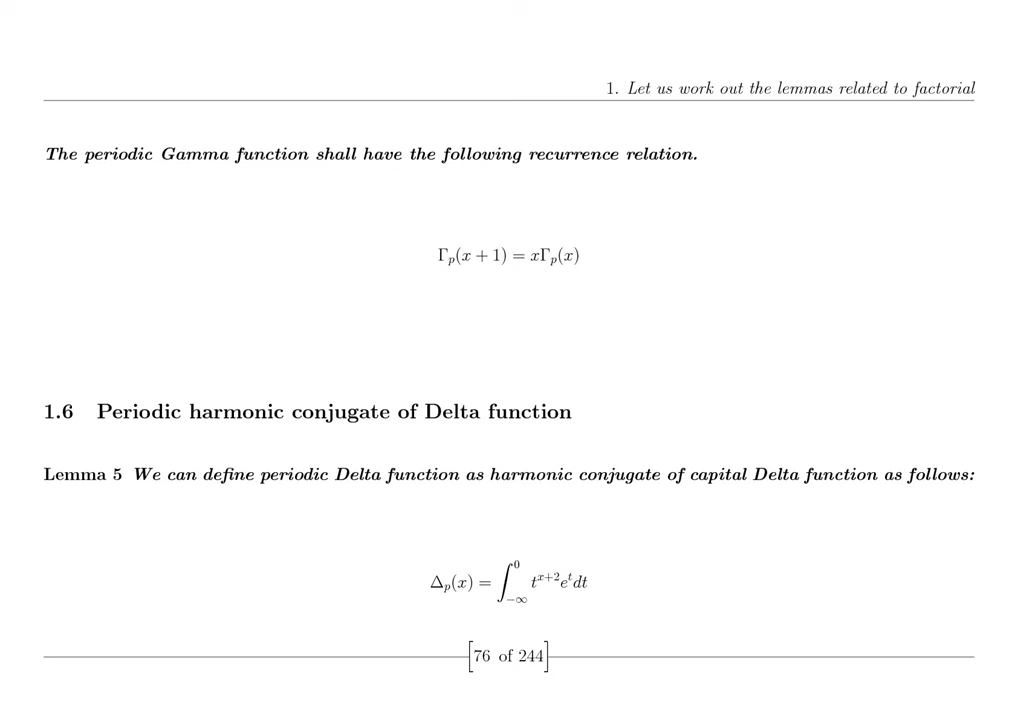 1. Let us work out the lemmas related to factorial
The periodic Gamma function shall have the following recurrence relation.
Γₚ(x + 1) = xΓₚ(x)
1.6 Periodic harmonic conjugate of Delta function
Lemma 5 We can define periodic Delta function as harmonic conjugate of capital Delta function as follows:
Δₚ(x) = ∫_{−∞}^{0} t^{x+2}e^{t}dt
[76 of 244]